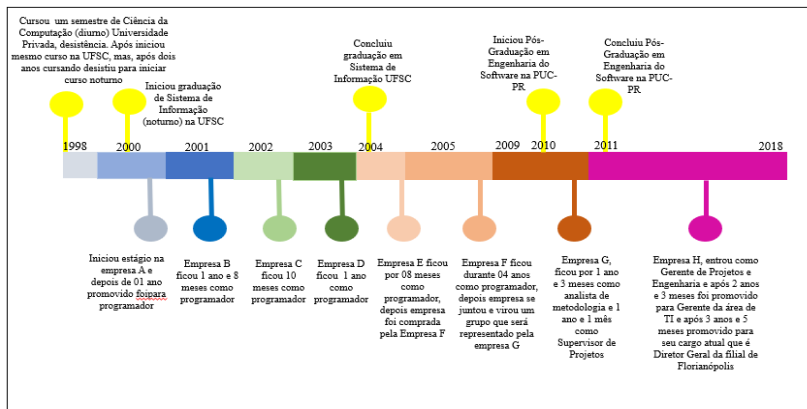 Cursou um semestre de Ciência da
Computação (diurno) Universidade
Privada, desistência. Após iniciou
mesmo curso na UFSC, mas, após dois
anos cursando desistiu para iniciar
curso noturno
Iniciou graduação
de Sistema de
Informação
(noturno) na UFSC
Concluiu
graduação em
Sistema de
Informação UFSC
Iniciou Pós-
Graduação em
Engenharia do
Software na PUC-
PR
Concluiu Pós-
Graduação em
Engenharia do
Software na PUC-
PR
1998
2000
2001
2002
2003
2004
2005
2009
2010
2011
2018
Iniciou estágio na
empresa A e
depois de 01 ano
promovido foipara
programador
Empresa B
ficou 1 ano e 8
meses como
programador
Empresa C
ficou 10
meses como
programador
Empresa D
ficou 1 ano
como
programador
Empresa E ficou
por 08 meses
como
programador,
depois empresa
foi comprada
pela Empresa F
Empresa F ficou
durante 04 anos
como programador,
depois empresa se
juntou e virou um
grupo que será
representado pela
empresa G
Empresa
G, ficou por 1 ano
e 3 meses como
analista de
metodologia e 1
ano e 1 mês
como
Supervisor de
Projetos
Empresa H, entrou como
Gerente de Projetos e
Engenharia e após 2 anos
e 3 meses foi promovido
para Gerente da área de
TI e após 3 anos e 5
meses promovido para
seu cargo atual que é
Diretor Geral da filial de
Florianópolis